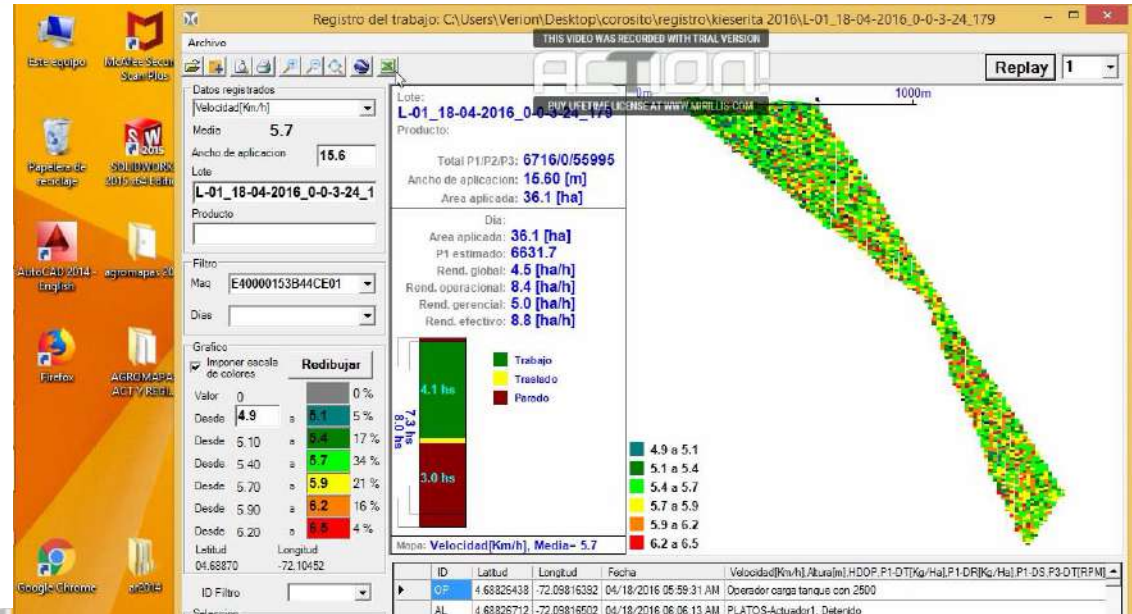 Registro del trabajo: C:\Users\Verion\Desktop\corosito\registro\kieserita 2016\L-01_18-04-2016_0-0-3-24_179
THIS VIDEO WAS RECORDED WITH TRIAL VERSION
ACTION!
BUY LIFETIME LICENSE AT WWW.MIRILLIS.COM
Archivo
Replay 1
Este equipo
McAfee Security Scan Plus
Papelera de reciclaje
AutoCAD 2014 - English
Firefox
Google Chrome
Datos registrados
Velocidad[Km/h]
Media 5.7
Ancho de aplicacion 15.6
Lote
L-01_18-04-2016_0-0-3-24_1
Producto
Filtro
Maq E40000153B44CE01
Dias
Grafico
Imponer escala de colores
Redibujar
Valor 0 0 %
Desde 4.9 a 5.1 5 %
Desde 5.10 a 5.4 17 %
Desde 5.40 a 5.7 34 %
Desde 5.70 a 5.9 21 %
Desde 5.90 a 6.2 16 %
Desde 6.20 a 6.5 4 %
Latitud Longitud
04.68870 -72.10452
ID Filtro
Lote:
L-01_18-04-2016_0-0-3-24_179
Producto:
Total P1/P2/P3: 6716/0/55995
Ancho de aplicacion: 15.60 [m]
Area aplicada: 36.1 [ha]
Dia:
Area aplicada: 36.1 [ha]
P1 estimado: 6631.7
Rend. global: 4.5 [ha/h]
Rend. operacional: 8.4 [ha/h]
Rend. gerencial: 5.0 [ha/h]
Rend. efectivo: 8.8 [ha/h]
8.0 hs
7.3 hs
4.1 hs
3.0 hs
Trabajo
Traslado
Parado
Mapa: Velocidad[Km/h], Media= 5.7
0m 1000m
4.9 a 5.1
5.1 a 5.4
5.4 a 5.7
5.7 a 5.9
5.9 a 6.2
6.2 a 6.5
ID Latitud Longitud Fecha Velocidad[Km/h],Altura[m],HDOP,P1-DT[Kg/Ha],P1-DR[Kg/Ha],P1-DS,P3-DT[RPM]
OP 4.68826438 -72.09816392 04/18/2016 05:59:31 AM Operador carga tanque con 2500
AL 4.68826712 -72.09816502 04/18/2016 06:06:13 AM PLATOS-Actuador1. Detenido